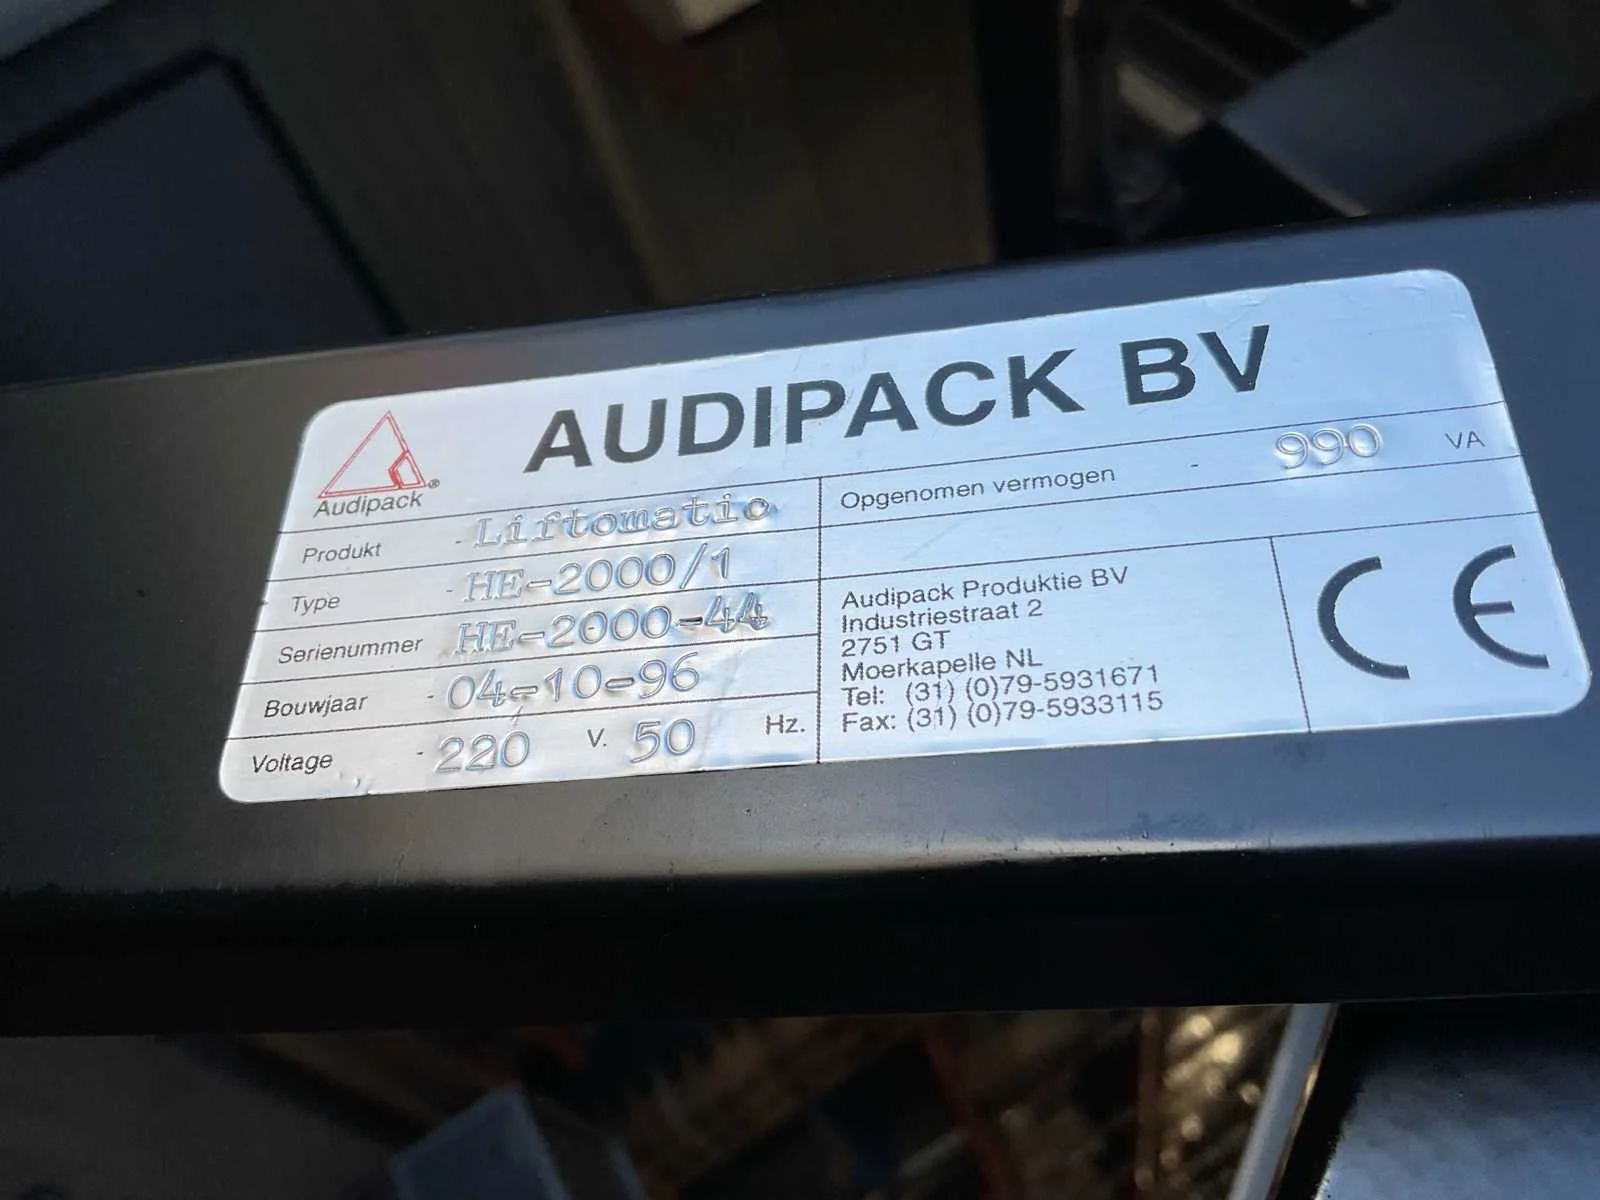 AUDIPACK BV
Audipack®
Produkt - Liftomatic
Type - HE-2000/1
Serienummer HE-2000-44
Bouwjaar - 04-10-96
Voltage - 220 V. 50 Hz.
Opgenomen vermogen - 990 VA
Audipack Produktie BV
Industriestraat 2
2751 GT
Moerkapelle NL
Tel: (31) (0)79-5931671
Fax: (31) (0)79-5933115
CE